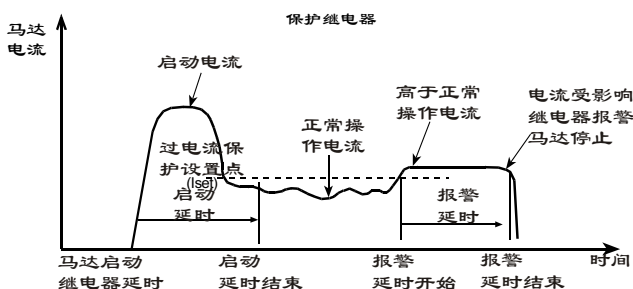 保护继电器
马达
电流
启动电流
高于正常
操作电流
电流受影响
继电器报警
马达停止
正常操
作电流
过电流保
护设置点
(Iset)
启动
延时
报警
延时
马达启动
继电器延时
启动
延时结束
报警
延时开始
报警
延时结束
时间